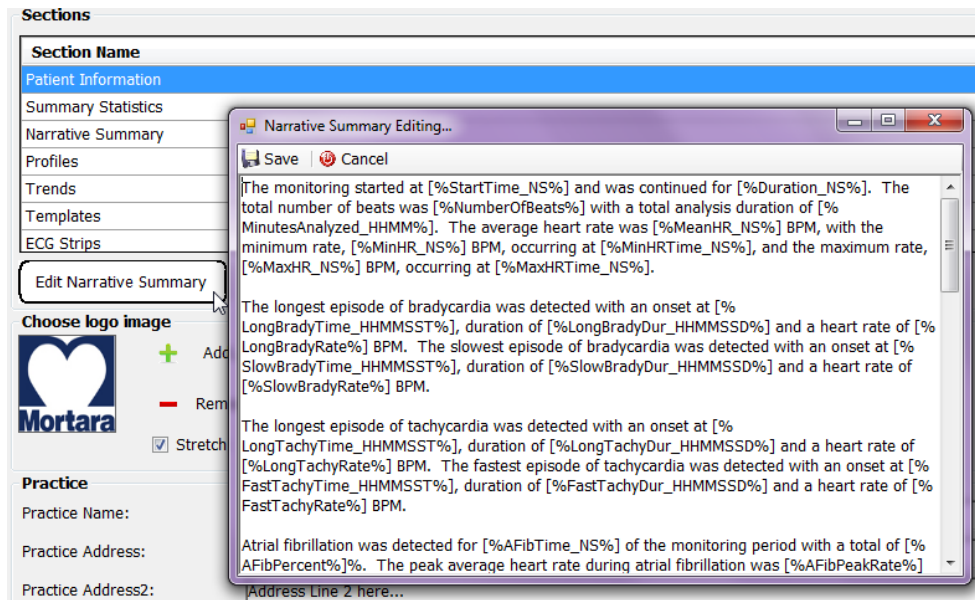 Sections
Section Name
Patient Information
Summary Statistics
Narrative Summary
Profiles
Trends
Templates
ECG Strips
Edit Narrative Summary
Choose logo image
Mortara
Add
Rem
Stretch
Practice
Practice Name:
Practice Address:
Practice Address2:
Address Line 2 here...
Narrative Summary Editing...
Save Cancel
The monitoring started at [%StartTime_NS%] and was continued for [%Duration_NS%].  The
total number of beats was [%NumberOfBeats%] with a total analysis duration of [%
MinutesAnalyzed_HHMM%].  The average heart rate was [%MeanHR_NS%] BPM, with the
minimum rate, [%MinHR_NS%] BPM, occurring at [%MinHRTime_NS%], and the maximum rate,
[%MaxHR_NS%] BPM, occurring at [%MaxHRTime_NS%].
The longest episode of bradycardia was detected with an onset at [%
LongBradyTime_HHMMSST%], duration of [%LongBradyDur_HHMMSSD%] and a heart rate of [%
LongBradyRate%] BPM.  The slowest episode of bradycardia was detected with an onset at [%
SlowBradyTime_HHMMSST%], duration of [%SlowBradyDur_HHMMSSD%] and a heart rate of
[%SlowBradyRate%] BPM.
The longest episode of tachycardia was detected with an onset at [%
LongTachyTime_HHMMSST%], duration of [%LongTachyDur_HHMMSSD%] and a heart rate of
[%LongTachyRate%] BPM.  The fastest episode of tachycardia was detected with an onset at [%
FastTachyTime_HHMMSST%], duration of [%FastTachyDur_HHMMSSD%] and a heart rate of [%
FastTachyRate%] BPM.
Atrial fibrillation was detected for [%AFibTime_NS%] of the monitoring period with a total of [%
AFibPercent%]%.  The peak average heart rate during atrial fibrillation was [%AFibPeakRate%]